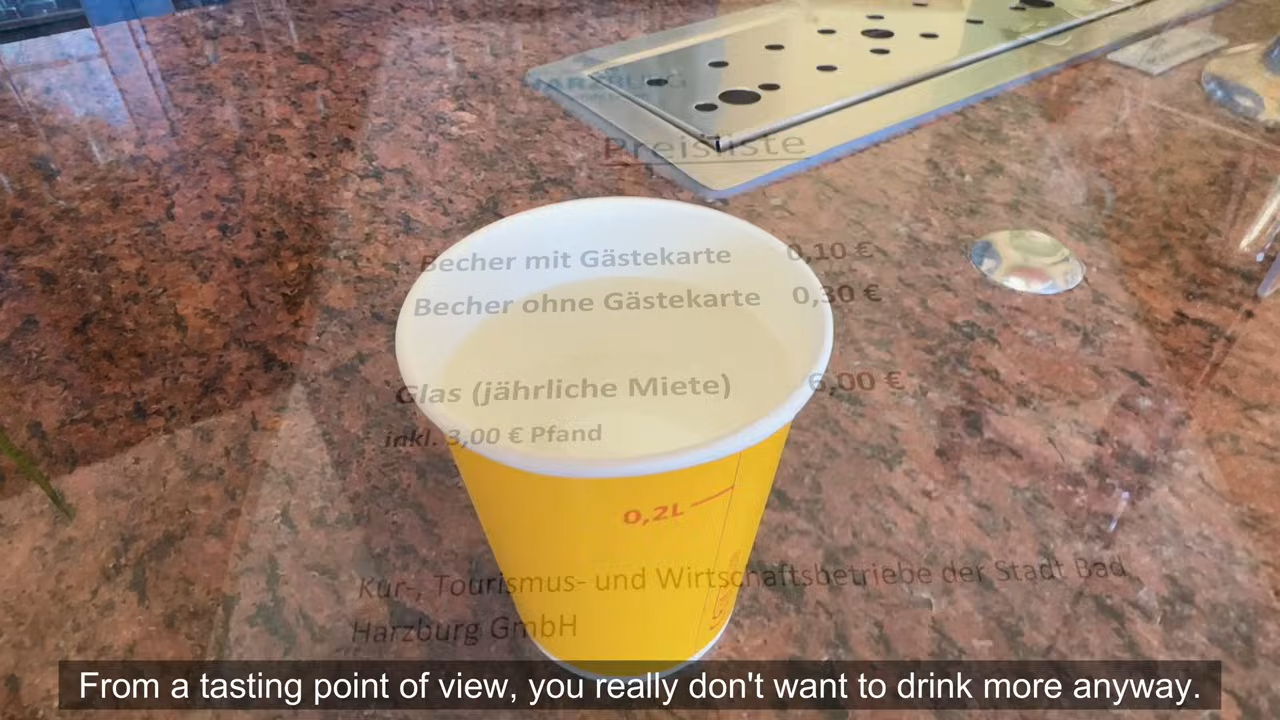 HARZBURG
Preisliste
Becher mit Gästekarte 0,10 €
Becher ohne Gästekarte 0,30 €
Glas (jährliche Miete) 6,00 €
inkl. 3,00 € Pfand
0,2L
Kur-, Tourismus- und Wirtschaftsbetriebe der Stadt Bad
Harzburg GmbH
From a tasting point of view, you really don't want to drink more anyway.